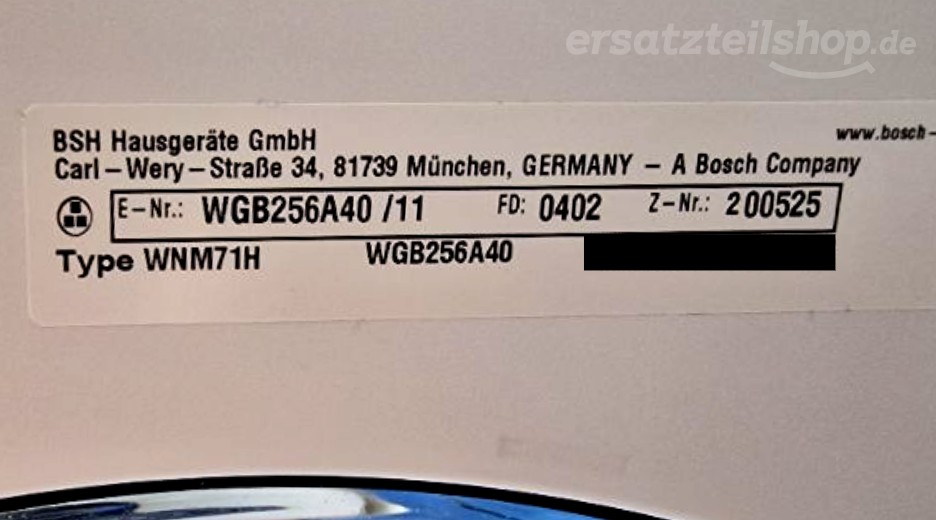 ersatzteilshop.de
BSH Hausgeräte GmbH
www.bosch-
Carl-Wery-Straße 34, 81739 München, GERMANY - A Bosch Company
E-Nr.: WGB256A40 /11 FD: 0402 Z-Nr.: 200525
Type WNM71H WGB256A40